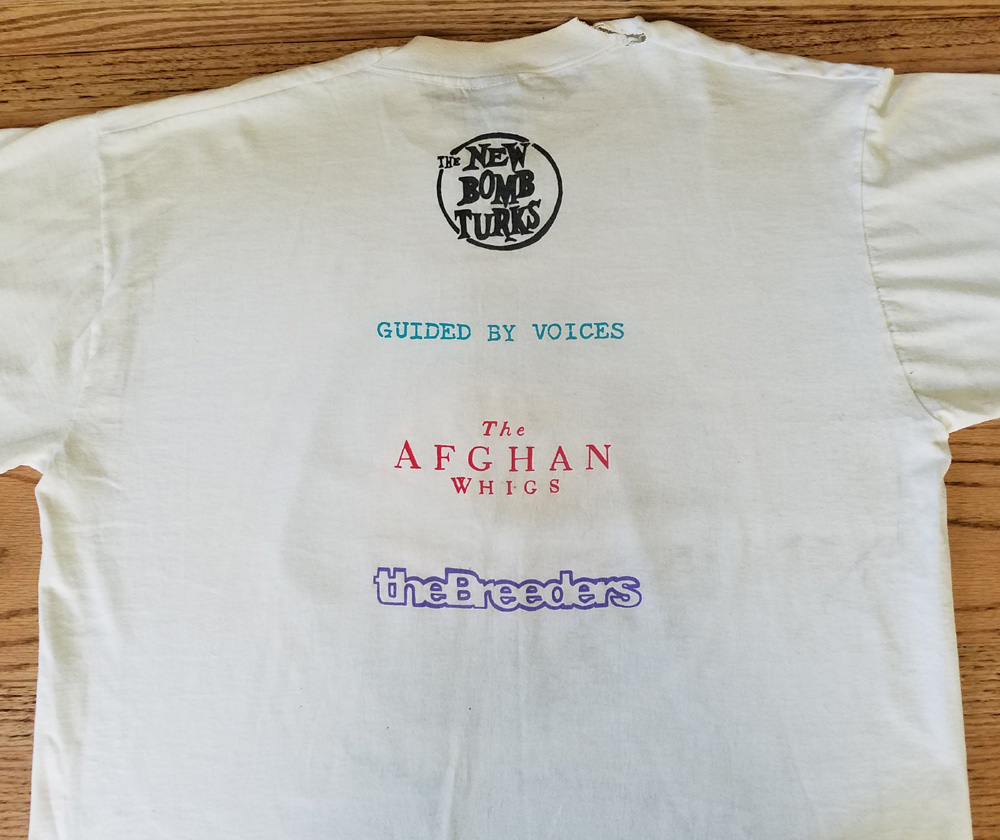 THE NEW
BOMB
TURKS
GUIDED BY VOICES
The
AFGHAN
WHIGS
theBreeders